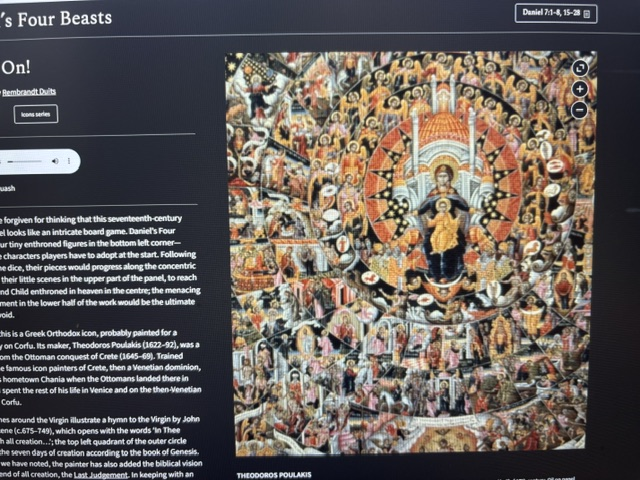 's Four Beasts
Daniel 7:1-8, 15–28
On!
Rembrandt Duits
Icons series
uash
e forgiven for thinking that this seventeenth-century
el looks like an intricate board game. Daniel's Four
ur tiny enthroned figures in the bottom left corner—
e characters players have to adopt at the start. Following
he dice, their pieces would progress along the concentric
their little scenes in the upper part of the panel, to reach
nd Child enthroned in heaven in the centre; the menacing
ment in the lower half of the work would be the ultimate
void.
this is a Greek Orthodox icon, probably painted for a
y on Corfu. Its maker, Theodoros Poulakis (1622–92), was a
om the Ottoman conquest of Crete (1645–69). Trained
e famous icon painters of Crete, then a Venetian dominion,
s hometown Chania when the Ottomans landed there in
spent the rest of his life in Venice and on the then-Venetian
Corfu.
nes around the Virgin illustrate a hymn to the Virgin by John
ene (c.675–749), which opens with the words 'In Thee
h all creation…'; the top left quadrant of the outer circle
the seven days of creation according to the book of Genesis.
we have noted, the painter has also added the biblical vision
end of all creation, the Last Judgement. In keeping with an
THEODOROS POULAKIS